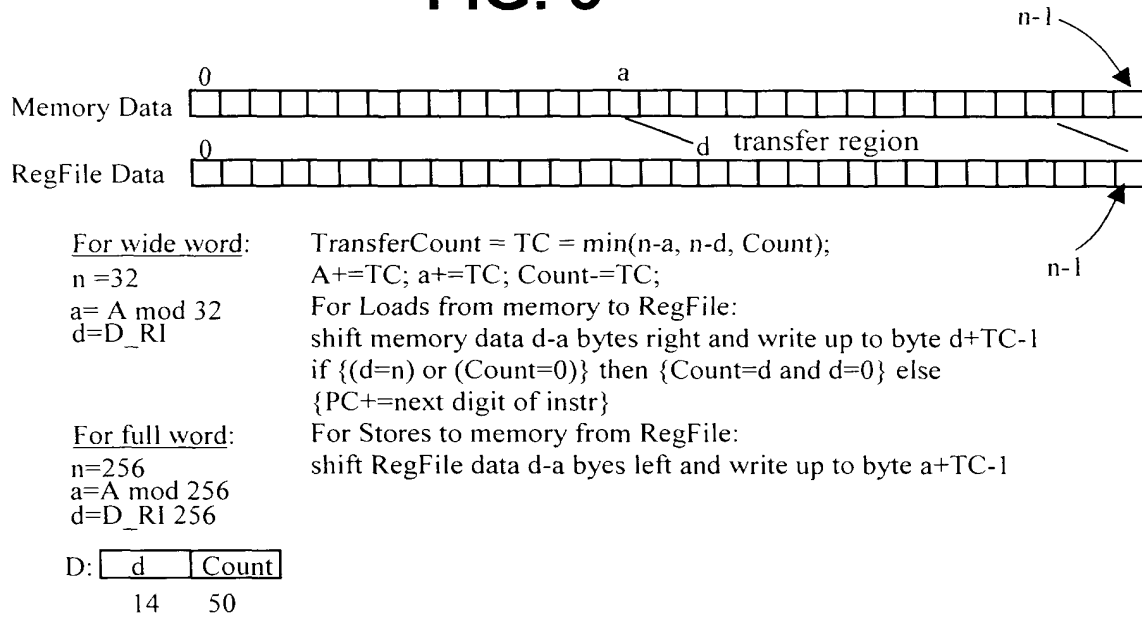 n-1
0 a
Memory Data
d transfer region
0
RegFile Data
n-1
For wide word:
n =32
a= A mod 32
d=D_RI
TransferCount = TC = min(n-a, n-d, Count);
A+=TC; a+=TC; Count-=TC;
For Loads from memory to RegFile:
shift memory data d-a bytes right and write up to byte d+TC-1
if {(d=n) or (Count=0)} then {Count=d and d=0} else
{PC+=next digit of instr}
For full word:
n=256
a=A mod 256
d=D_RI 256
For Stores to memory from RegFile:
shift RegFile data d-a byes left and write up to byte a+TC-1
D: d Count
14 50